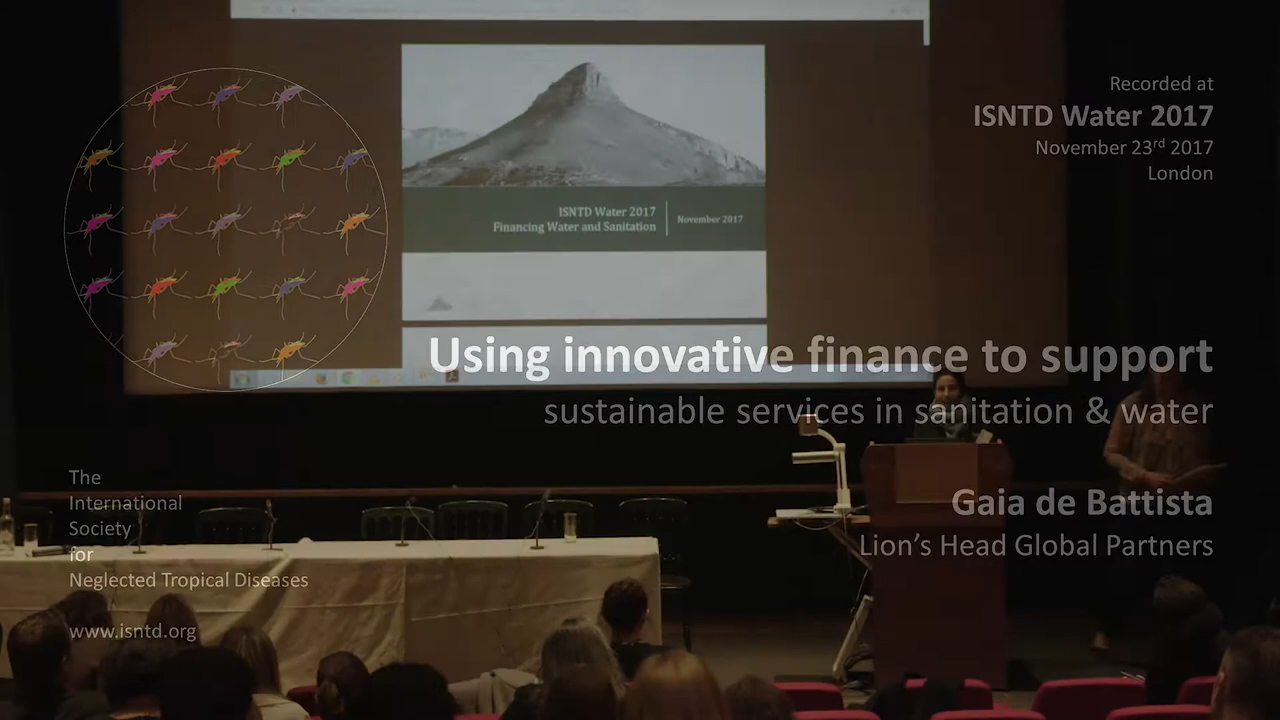 Recorded at
ISNTD Water 2017
November 23rd 2017
London
ISNTD Water 2017
Financing Water and Sanitation
November 2017
Using innovative finance to support
sustainable services in sanitation & water
Gaia de Battista
Lion's Head Global Partners
The
International
Society
for
Neglected Tropical Diseases
www.isntd.org